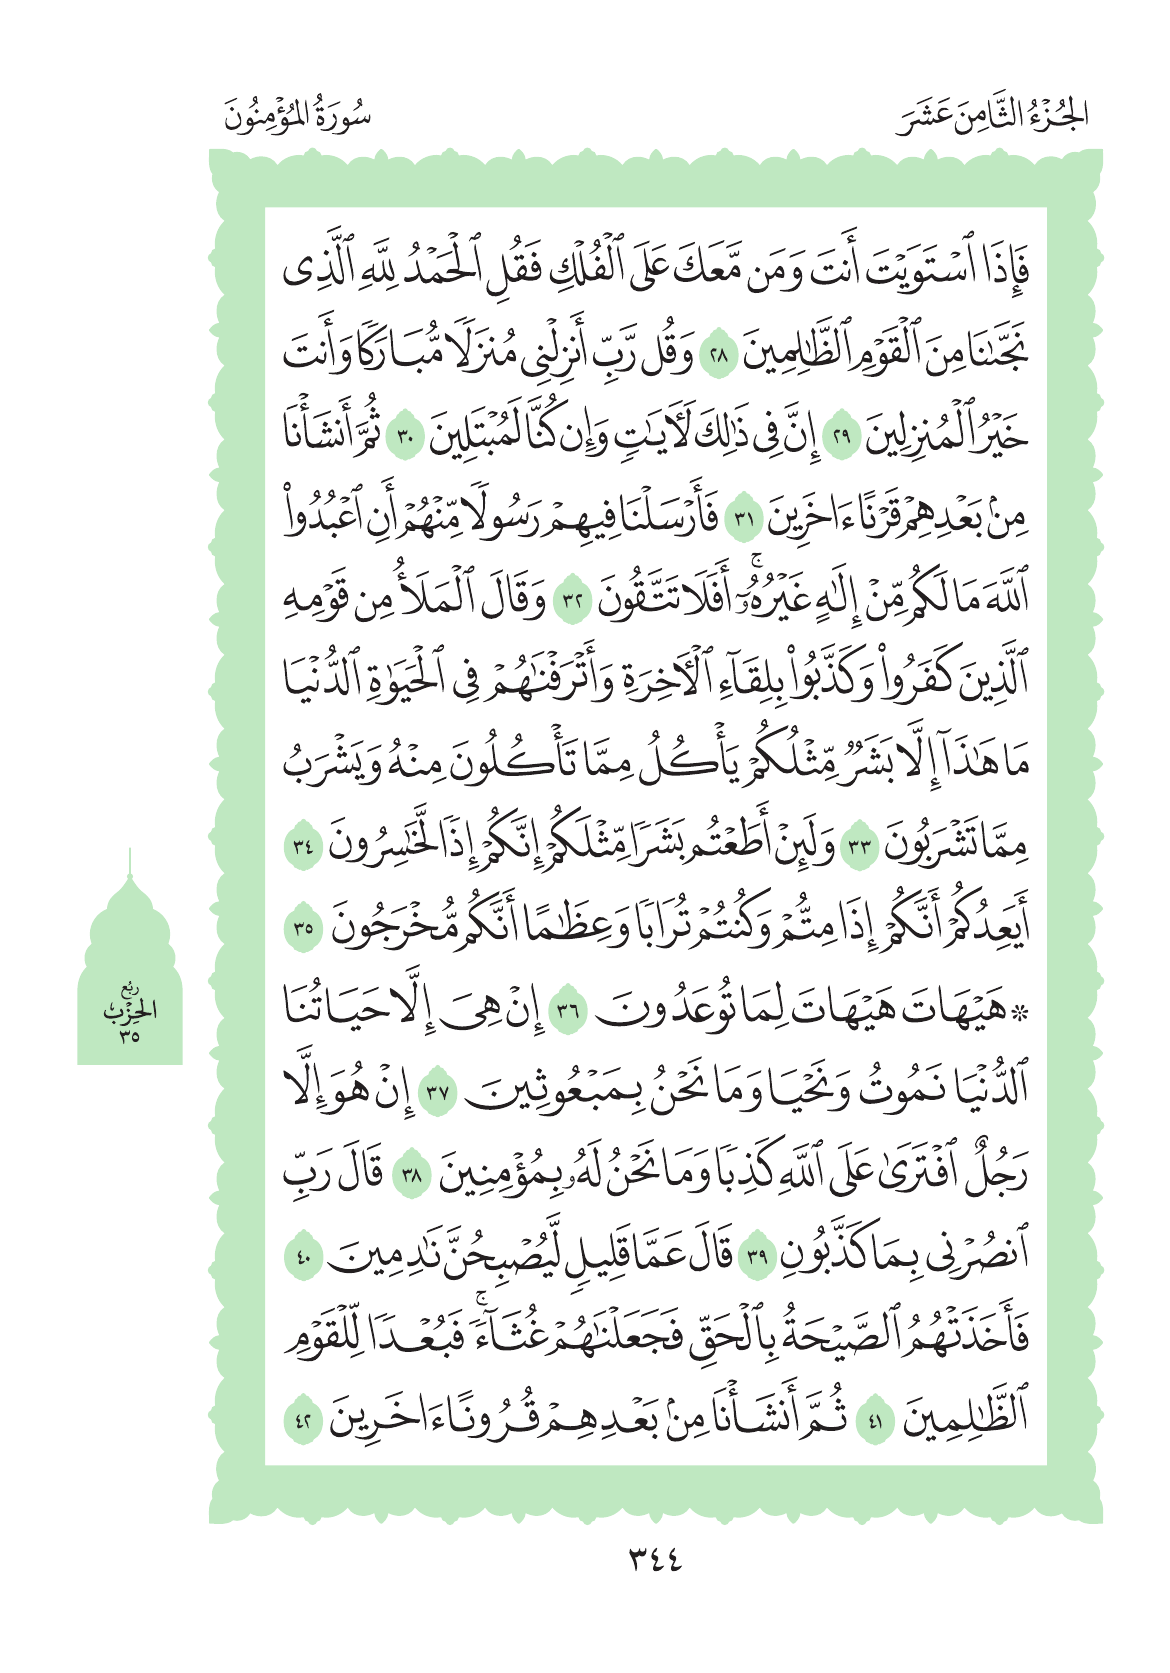 الجُزْءُ الثَّامِنَ عَشَرَ
سُورَةُ المُؤْمِنُونَ
فَإِذَا ٱسْتَوَيْتَ أَنتَ وَمَن مَّعَكَ عَلَى ٱلْفُلْكِ فَقُلِ ٱلْحَمْدُ لِلَّهِ ٱلَّذِى
نَجَّىٰنَا مِنَ ٱلْقَوْمِ ٱلظَّٰلِمِينَ ٢٨ وَقُل رَّبِّ أَنزِلْنِى مُنزَلًا مُّبَارَكًا وَأَنتَ
خَيْرُ ٱلْمُنزِلِينَ ٢٩ إِنَّ فِى ذَٰلِكَ لَءَايَٰتٍ وَإِن كُنَّا لَمُبْتَلِينَ ٣٠ ثُمَّ أَنشَأْنَا
مِنۢ بَعْدِهِمْ قَرْنًا ءَاخَرِينَ ٣١ فَأَرْسَلْنَا فِيهِمْ رَسُولًا مِّنْهُمْ أَنِ ٱعْبُدُوا۟
ٱللَّهَ مَا لَكُم مِّنْ إِلَٰهٍ غَيْرُهُۥٓ ۚ أَفَلَا تَتَّقُونَ ٣٢ وَقَالَ ٱلْمَلَأُ مِن قَوْمِهِ
ٱلَّذِينَ كَفَرُوا۟ وَكَذَّبُوا۟ بِلِقَآءِ ٱلْءَاخِرَةِ وَأَتْرَفْنَٰهُمْ فِى ٱلْحَيَوٰةِ ٱلدُّنْيَا
مَا هَٰذَآ إِلَّا بَشَرٌ مِّثْلُكُمْ يَأْكُلُ مِمَّا تَأْكُلُونَ مِنْهُ وَيَشْرَبُ
مِمَّا تَشْرَبُونَ ٣٣ وَلَئِنْ أَطَعْتُم بَشَرًا مِّثْلَكُمْ إِنَّكُمْ إِذًا لَّخَٰسِرُونَ ٣٤
أَيَعِدُكُمْ أَنَّكُمْ إِذَا مِتُّمْ وَكُنتُمْ تُرَابًا وَعِظَٰمًا أَنَّكُم مُّخْرَجُونَ ٣٥
۞ هَيْهَاتَ هَيْهَاتَ لِمَا تُوعَدُونَ ٣٦ إِنْ هِىَ إِلَّا حَيَاتُنَا
ٱلدُّنْيَا نَمُوتُ وَنَحْيَا وَمَا نَحْنُ بِمَبْعُوثِينَ ٣٧ إِنْ هُوَ إِلَّا
رَجُلٌ ٱفْتَرَىٰ عَلَى ٱللَّهِ كَذِبًا وَمَا نَحْنُ لَهُۥ بِمُؤْمِنِينَ ٣٨ قَالَ رَبِّ
ٱنصُرْنِى بِمَا كَذَّبُونِ ٣٩ قَالَ عَمَّا قَلِيلٍ لَّيُصْبِحُنَّ نَٰدِمِينَ ٤٠
فَأَخَذَتْهُمُ ٱلصَّيْحَةُ بِٱلْحَقِّ فَجَعَلْنَٰهُمْ غُثَآءً ۚ فَبُعْدًا لِّلْقَوْمِ
ٱلظَّٰلِمِينَ ٤١ ثُمَّ أَنشَأْنَا مِنۢ بَعْدِهِمْ قُرُونًا ءَاخَرِينَ ٤٢
ربُع
الحِزْب
٣٥
٣٤٤